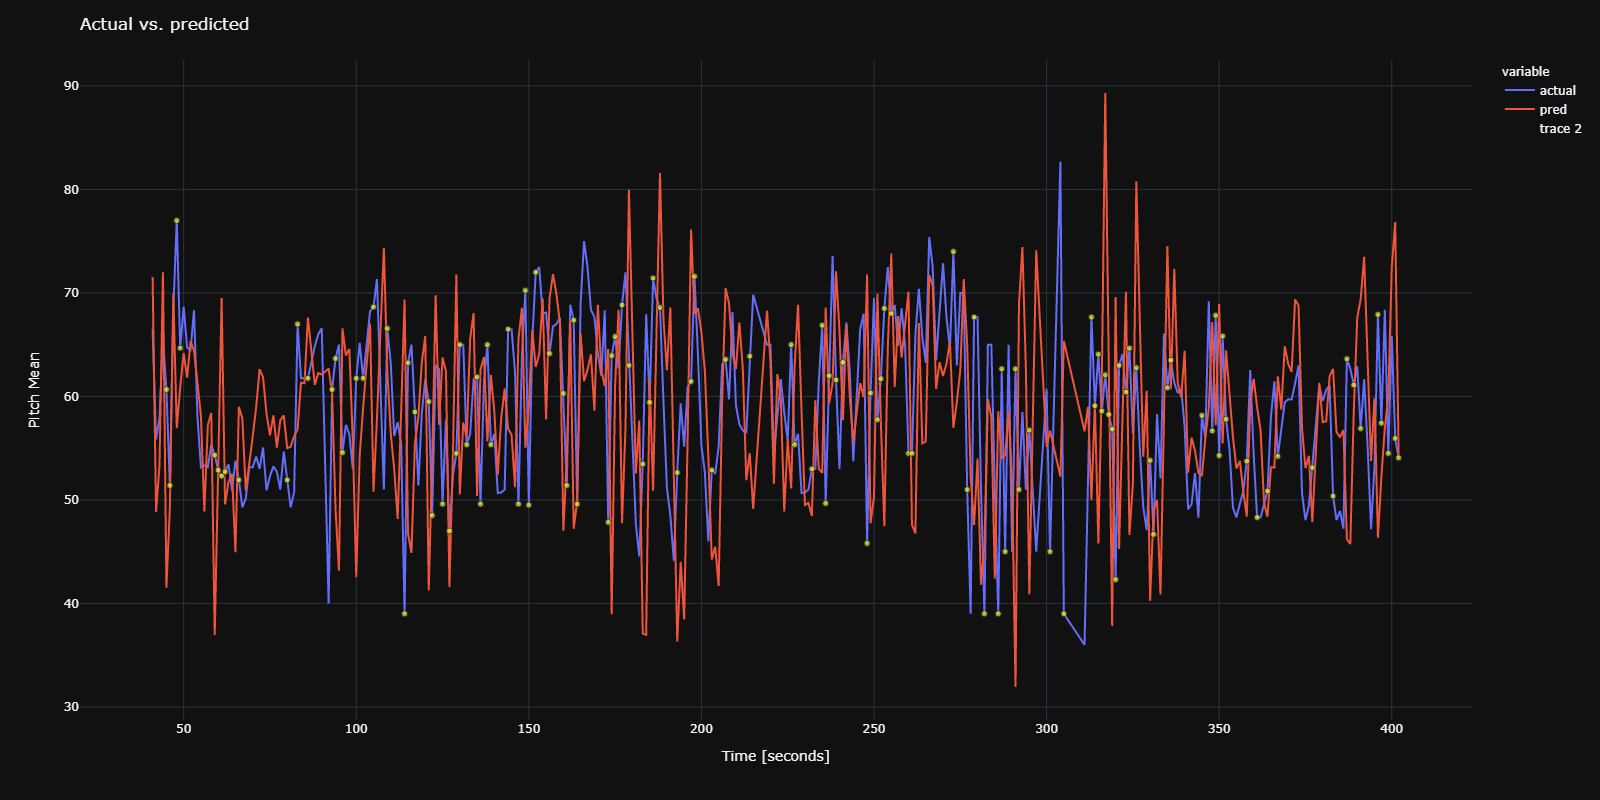 Actual vs. predicted
variable
actual
pred
trace 2
90
80
70
60
50
40
30
Pitch Mean
50
100
150
200
250
300
350
400
Time [seconds]